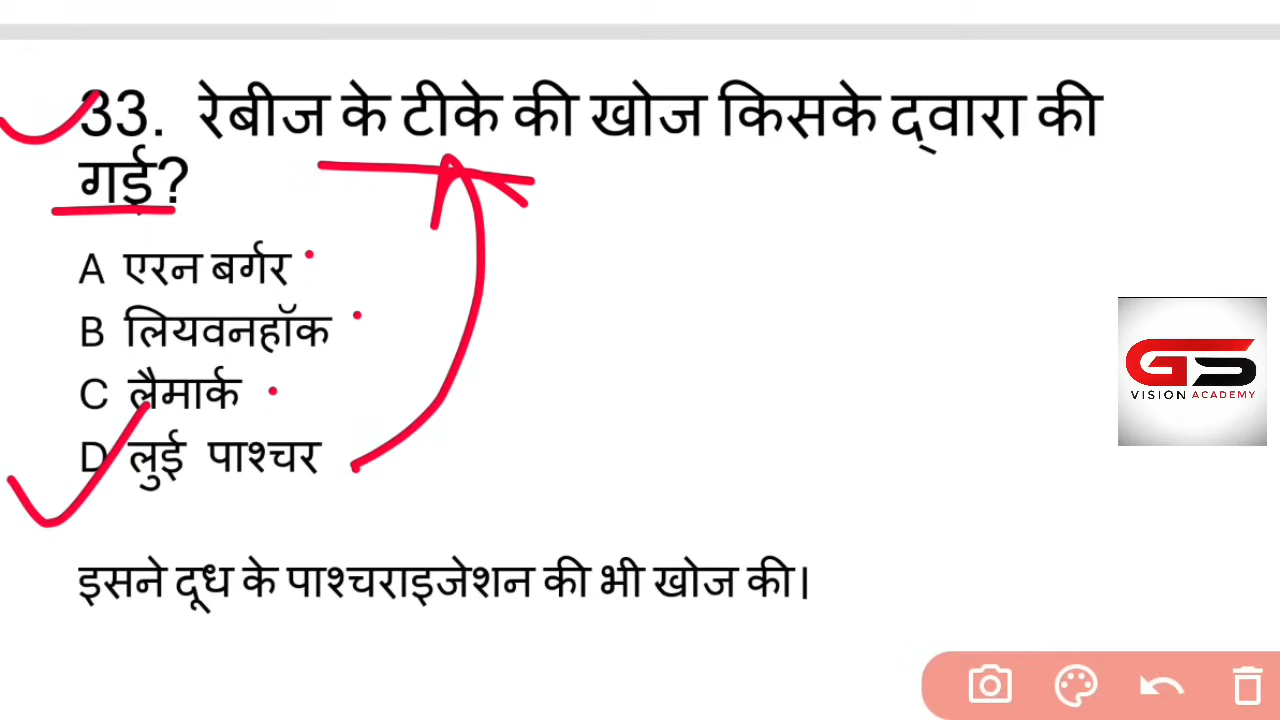 33. रेबीज के टीके की खोज किसके द्वारा की
गई?
A एरन बर्गर
B लियवनहॉक
C लैमार्क
D लुई पाश्चर
GS
VISION ACADEMY
इसने दूध के पाश्चराइजेशन की भी खोज की।